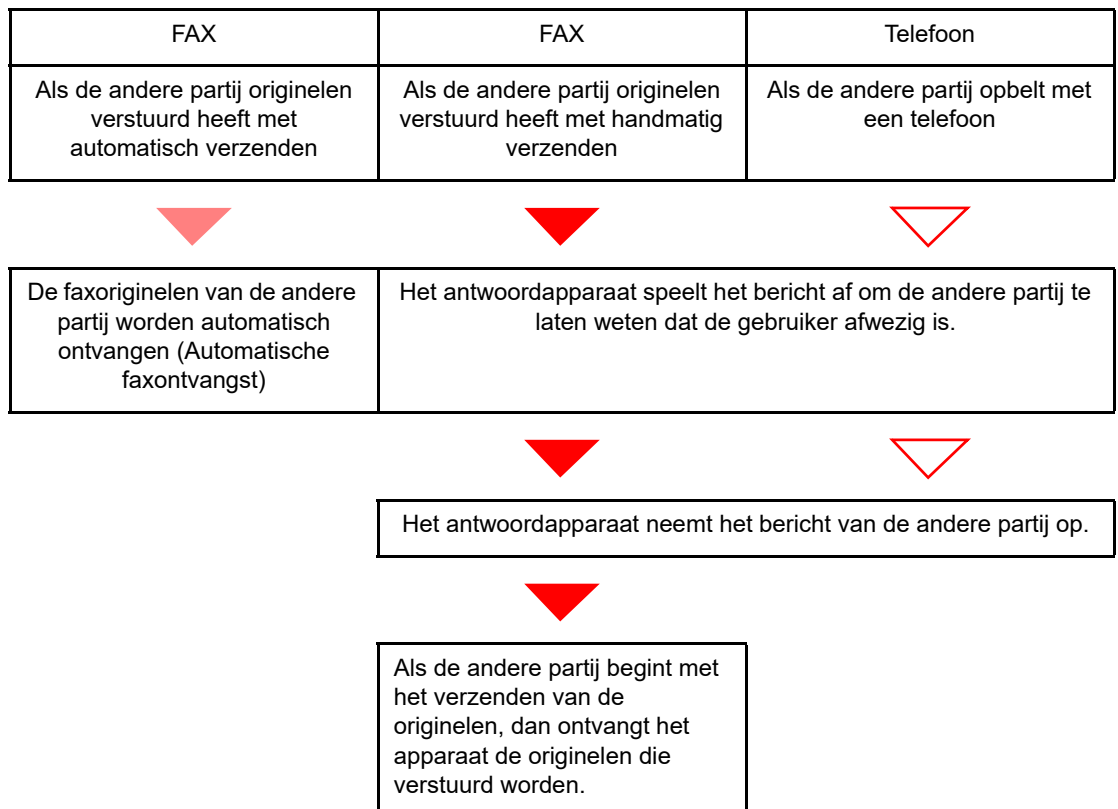 FAX
FAX
Telefoon
Als de andere partij originelen
verstuurd heeft met
automatisch verzenden
Als de andere partij originelen
verstuurd heeft met handmatig
verzenden
Als de andere partij opbelt met
een telefoon
De faxoriginelen van de andere
partij worden automatisch
ontvangen (Automatische
faxontvangst)
Het antwoordapparaat speelt het bericht af om de andere partij te
laten weten dat de gebruiker afwezig is.
Het antwoordapparaat neemt het bericht van de andere partij op.
Als de andere partij begint met
het verzenden van de
originelen, dan ontvangt het
apparaat de originelen die
verstuurd worden.